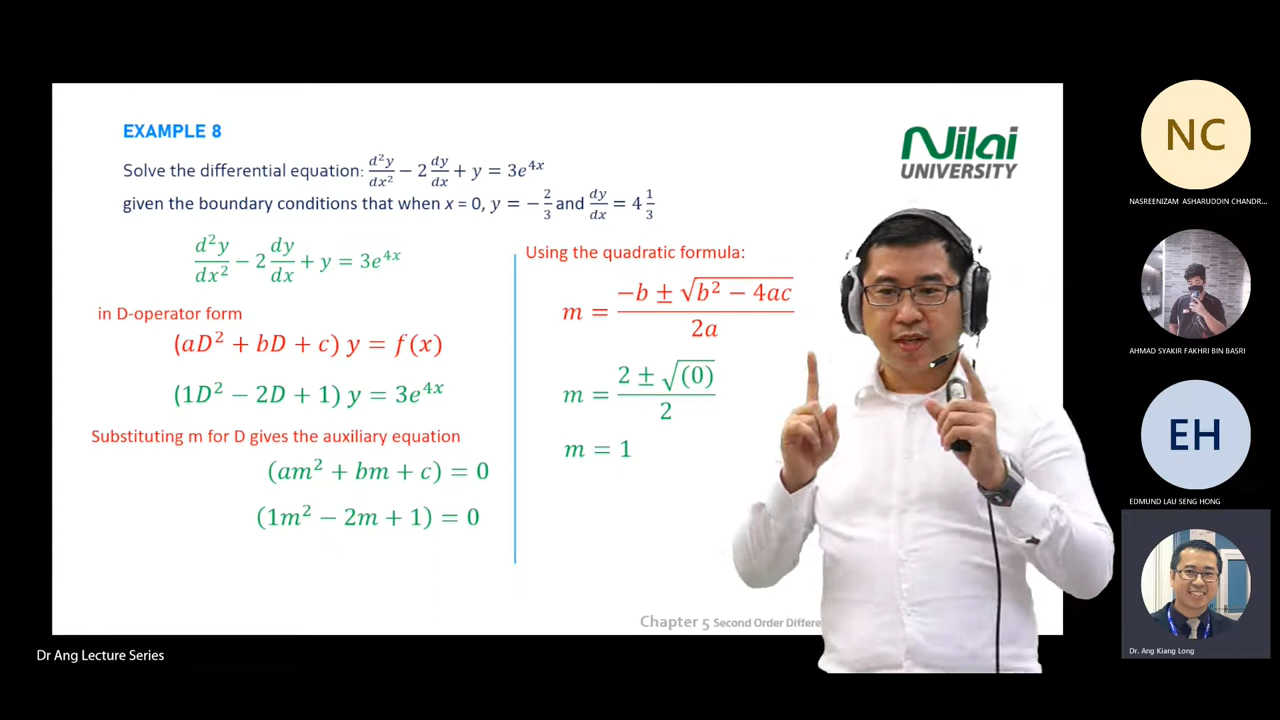 EXAMPLE 8
Solve the differential equation: d²y/dx² − 2 dy/dx + y = 3e^{4x}
given the boundary conditions that when x = 0, y = −2/3 and dy/dx = 4 1/3
d²y/dx² − 2 dy/dx + y = 3e^{4x}
in D-operator form
(aD² + bD + c) y = f(x)
(1D² − 2D + 1) y = 3e^{4x}
Substituting m for D gives the auxiliary equation
(am² + bm + c) = 0
(1m² − 2m + 1) = 0
Using the quadratic formula:
m = (−b ± √(b² − 4ac)) / 2a
m = (2 ± √(0)) / 2
m = 1
Nilai
UNIVERSITY
Chapter 5 Second Order Differe
Dr Ang Lecture Series
NC
NASREENIZAM ASHARUDDIN CHANDR...
AHMAD SYAKIR FAKHRI BIN BASRI
EH
EDMUND LAU SENG HONG
Dr. Ang Kiang Long